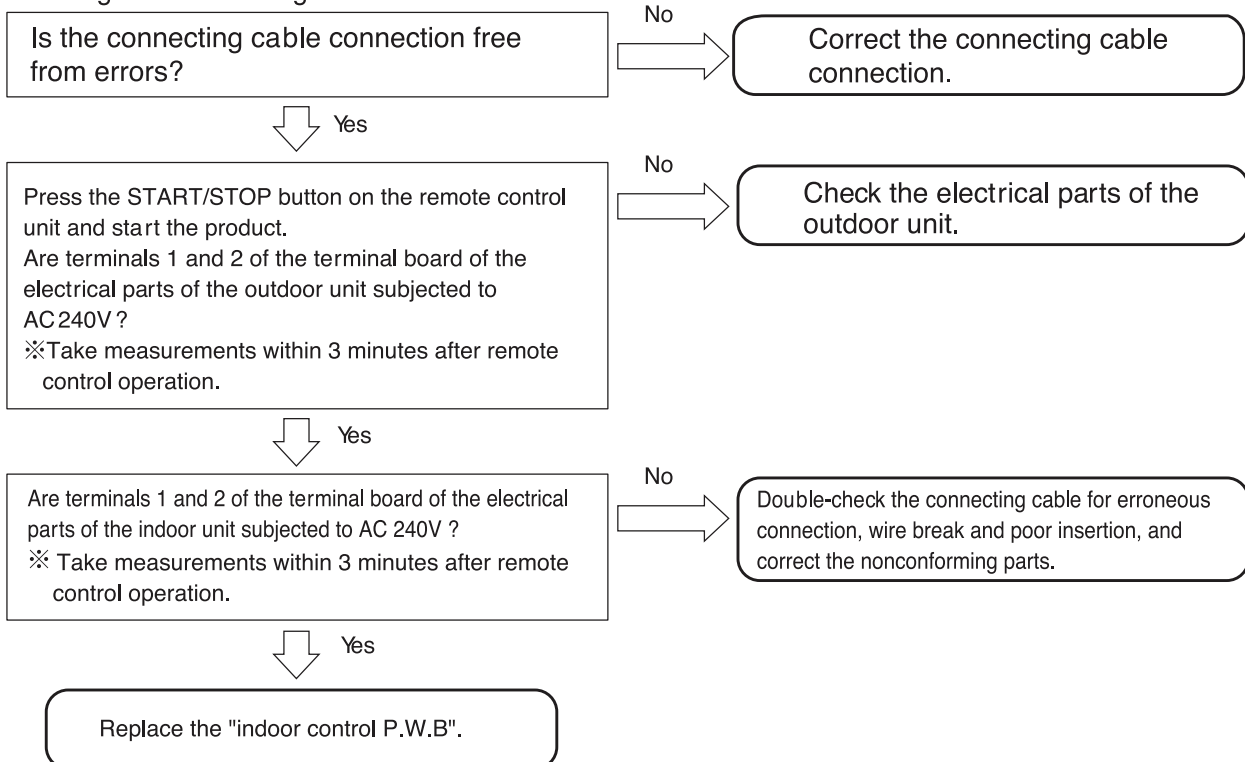 No
Is the connecting cable connection free
from errors?
Correct the connecting cable
connection.
Yes
No
Press the START/STOP button on the remote control
unit and start the product.
Are terminals 1 and 2 of the terminal board of the
electrical parts of the outdoor unit subjected to
AC 240V ?
※Take measurements within 3 minutes after remote
control operation.
Check the electrical parts of the
outdoor unit.
Yes
No
Are terminals 1 and 2 of the terminal board of the electrical
parts of the indoor unit subjected to AC 240V ?
※ Take measurements within 3 minutes after remote
control operation.
Double-check the connecting cable for erroneous
connection, wire break and poor insertion, and
correct the nonconforming parts.
Yes
Replace the "indoor control P.W.B".